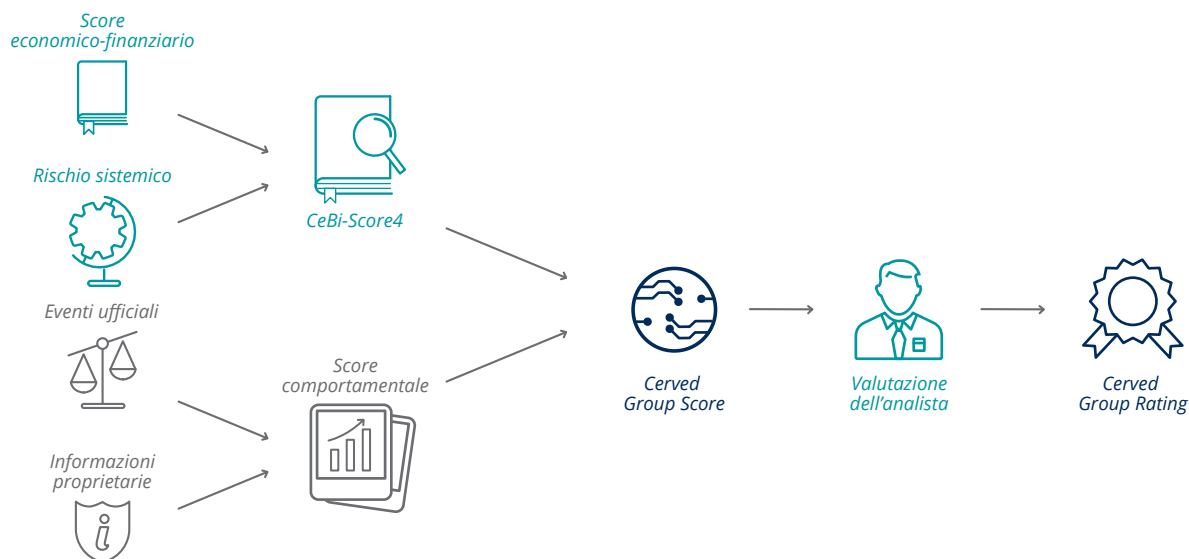 Score
economico-finanziario
Rischio sistemico
CeBi-Score4
Eventi ufficiali
Score
comportamentale
Informazioni
proprietarie
i
Cerved
Group Score
Valutazione
dell’analista
Cerved
Group Rating